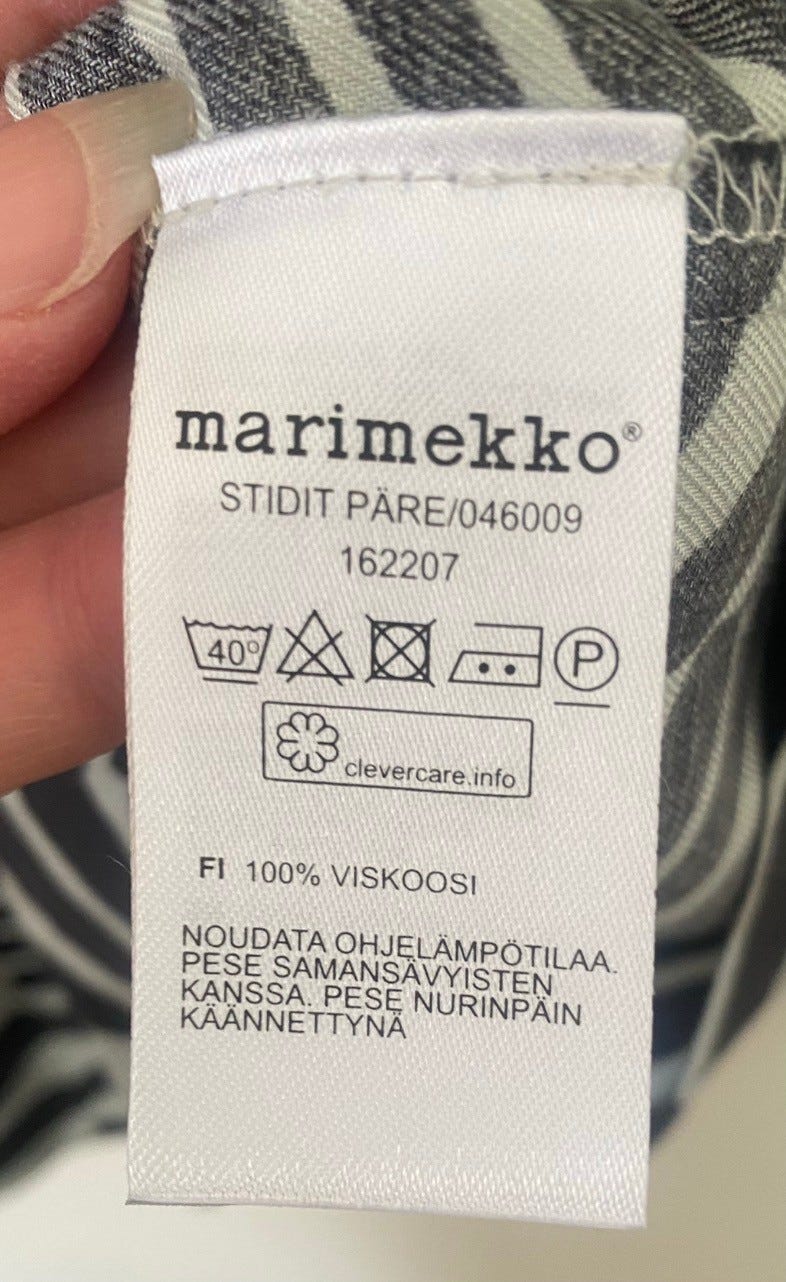 marimekko®
STIDIT PÄRE/046009
162207
40° P
clevercare.info
FI 100% VISKOOSI
NOUDATA OHJELÄMPÖTILAA.
PESE SAMANSÄVYISTEN
KANSSA. PESE NURINPÄIN
KÄÄNNETTYNÄ